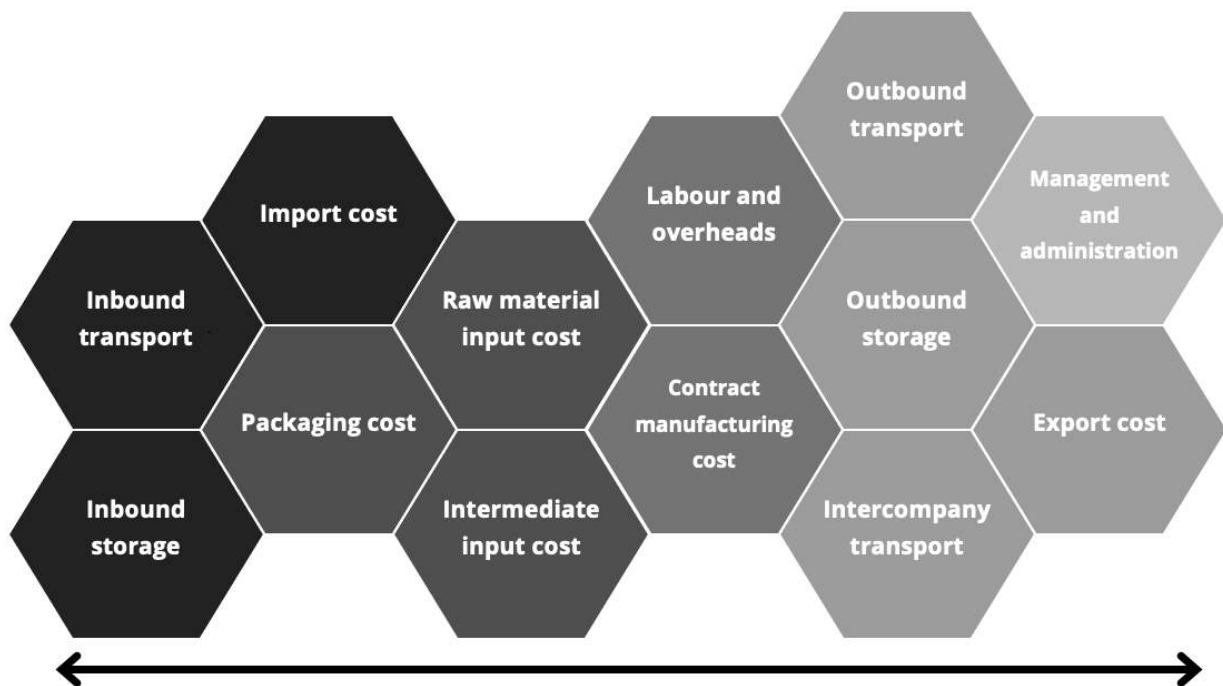 Inbound
transport
Inbound
storage
Import cost
Packaging cost
Raw material
input cost
Intermediate
input cost
Labour and
overheads
Contract
manufacturing
cost
Outbound
transport
Outbound
storage
Intercompany
transport
Management
and
administration
Export cost